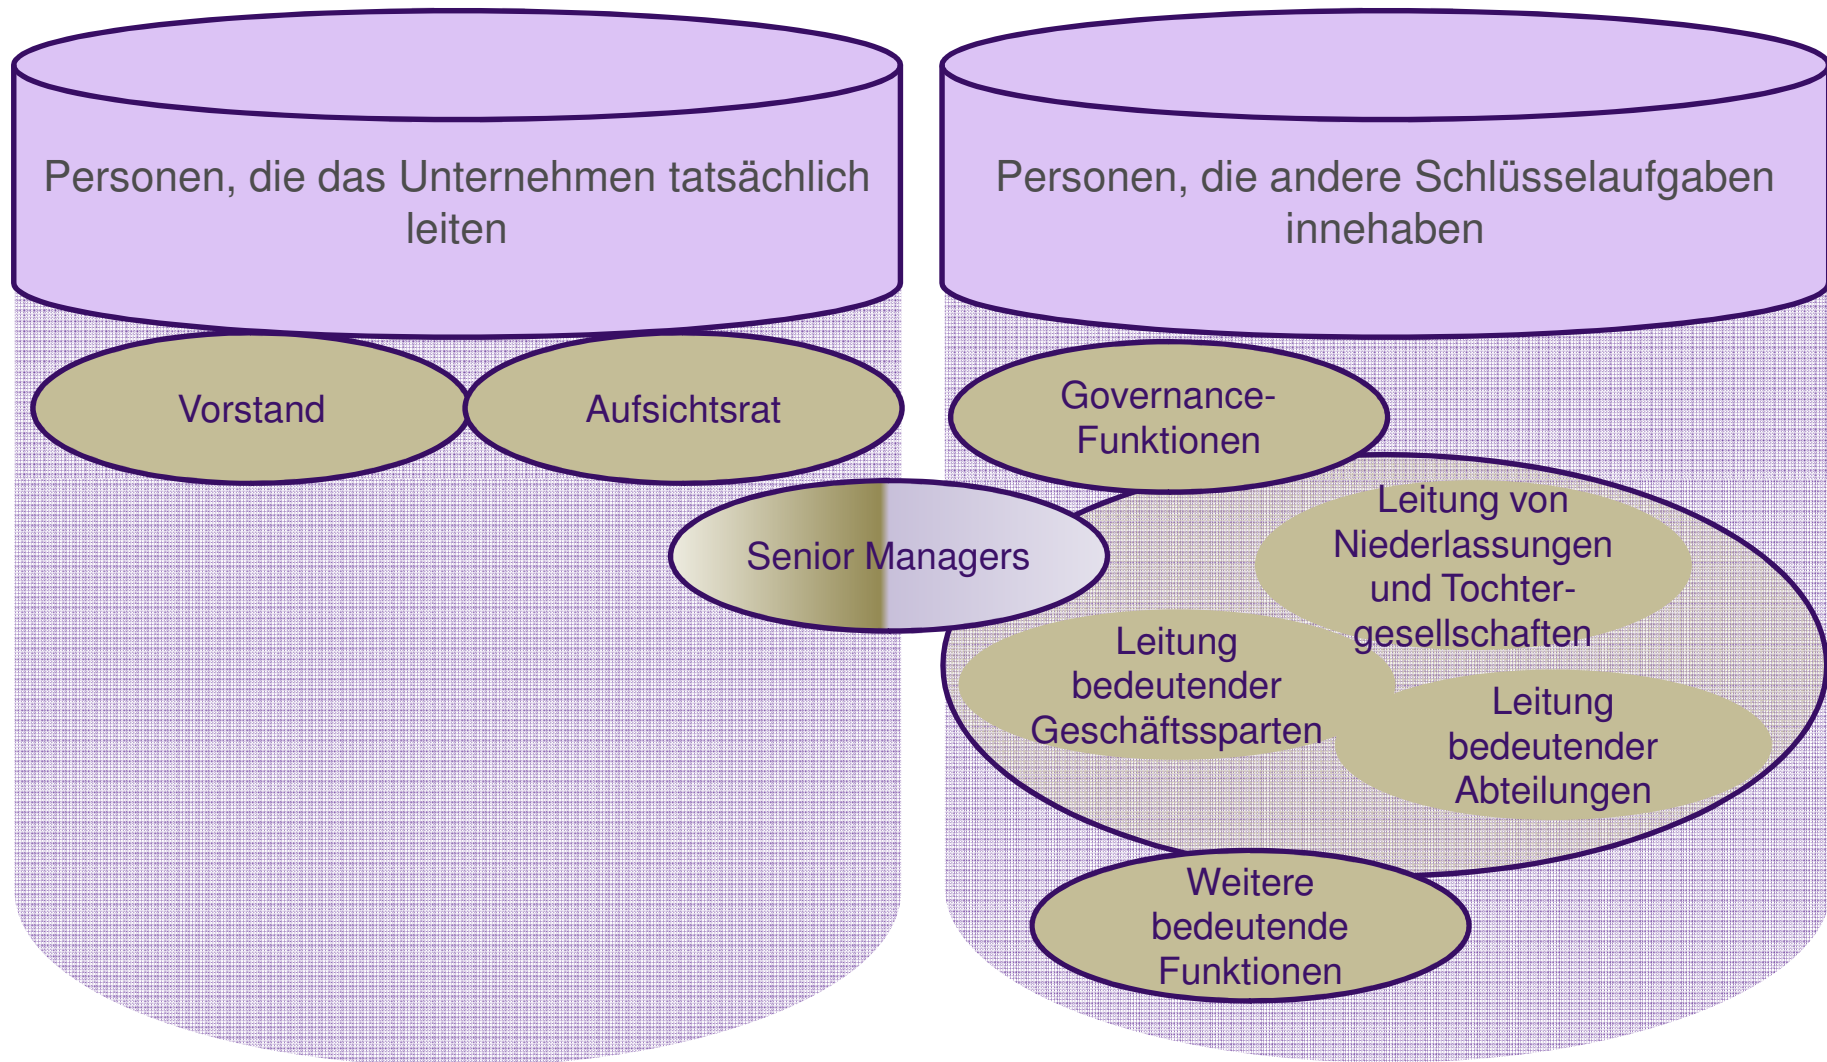 Personen, die das Unternehmen tatsächlich
leiten
Personen, die andere Schlüsselaufgaben
innehaben
Vorstand
Aufsichtsrat
Governance-
Funktionen
Senior Managers
Leitung von
Niederlassungen
und Tochter-
gesellschaften
Leitung
bedeutender
Geschäftssparten
Leitung
bedeutender
Abteilungen
Weitere
bedeutende
Funktionen